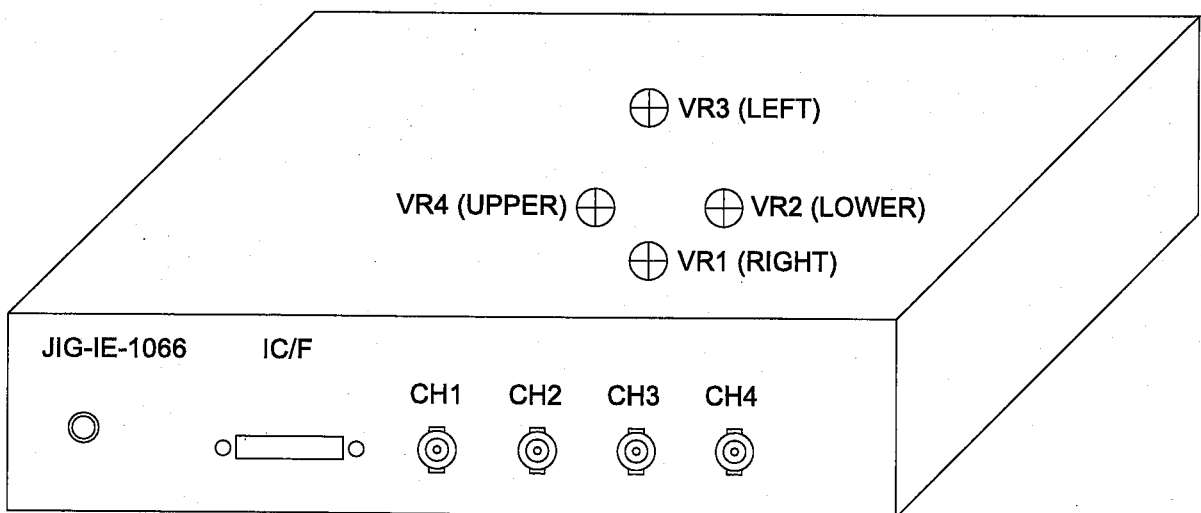 VR3 (LEFT)
VR4 (UPPER)
VR2 (LOWER)
VR1 (RIGHT)
JIG-IE-1066
IC/F
CH1
CH2
CH3
CH4